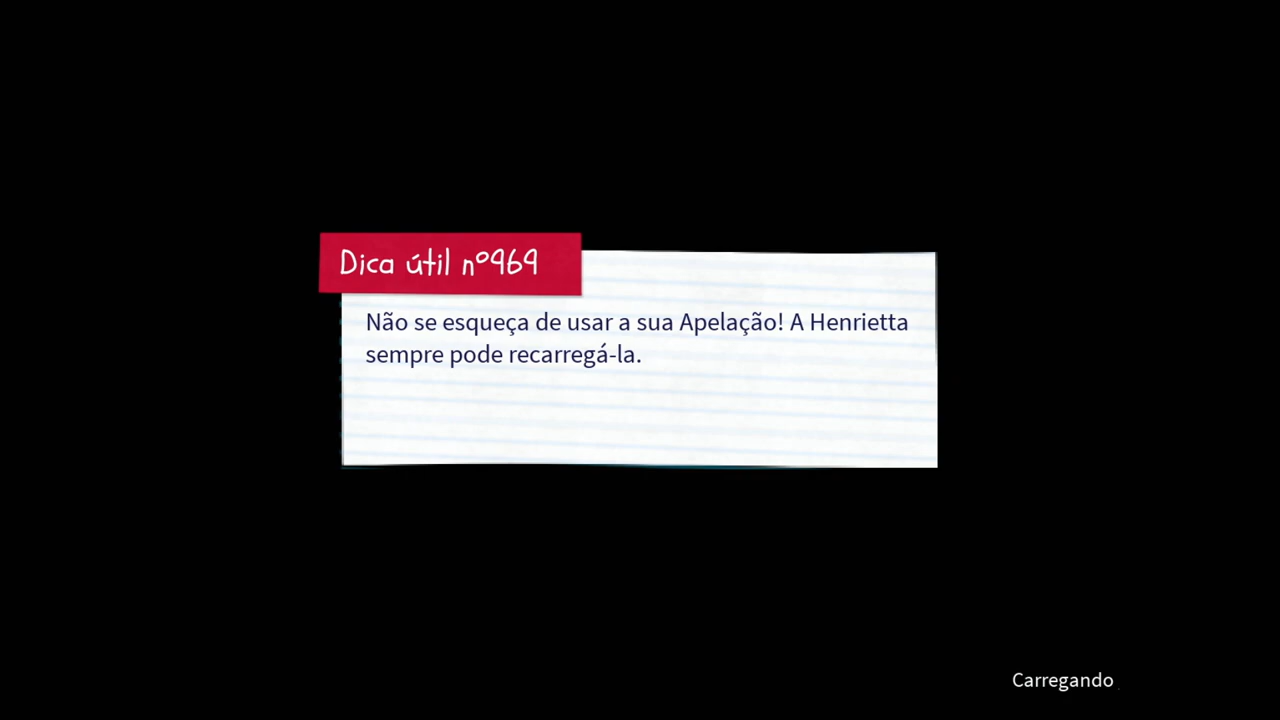 Dica útil nº969
Não se esqueça de usar a sua Apelação! A Henrietta
sempre pode recarregá-la.
Carregando